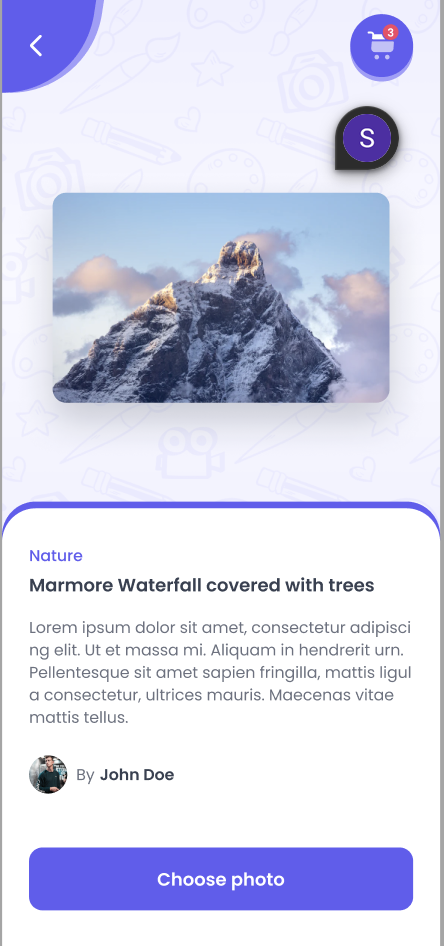 3
S
Nature
Marmore Waterfall covered with trees
Lorem ipsum dolor sit amet, consectetur adipisci
ng elit. Ut et massa mi. Aliquam in hendrerit urn.
Pellentesque sit amet sapien fringilla, mattis ligul
a consectetur, ultrices mauris. Maecenas vitae
mattis tellus.
By John Doe
Choose photo